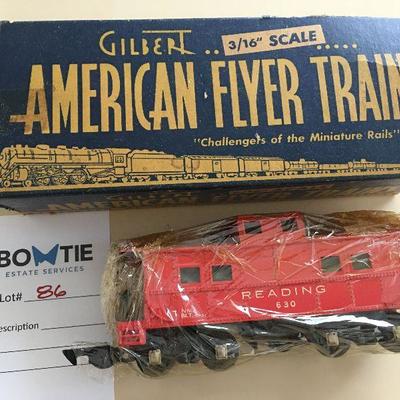 GILBERT .. 3/16" SCALE .....
AMERICAN FLYER TRAIN
"Challengers of the Miniature Rails"
BOWTIE
ESTATE SERVICES
Lot# 86
Description
READING
630